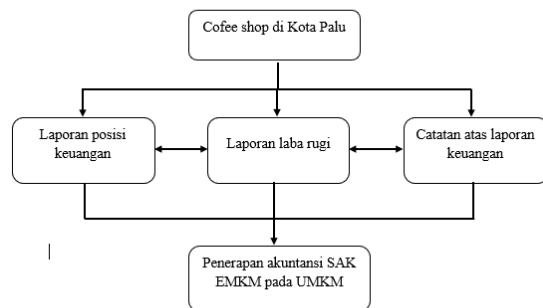 Cofee shop di Kota Palu
Laporan posisi
keuangan
Laporan laba rugi
Catatan atas laporan
keuangan
Penerapan akuntansi SAK
EMKM pada UMKM